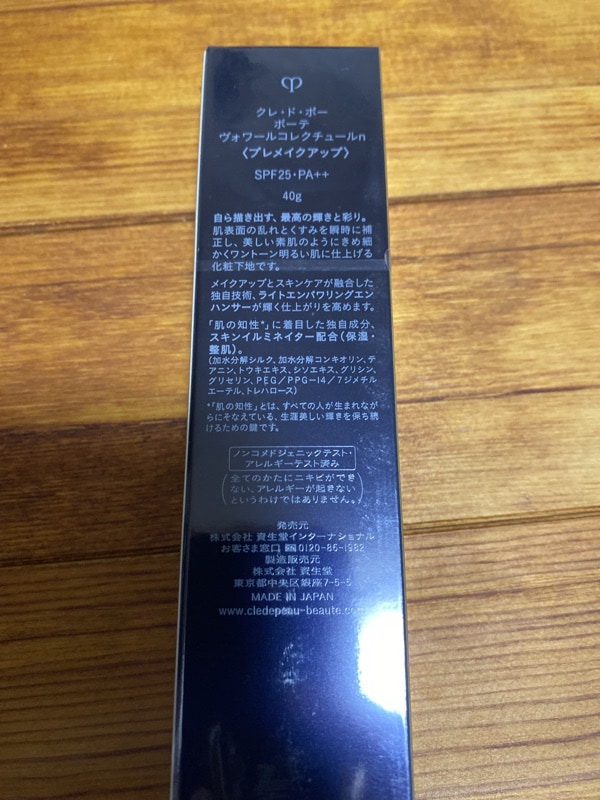 クレ・ド・ポー
ボーテ
ヴォワールコレクチュールn
〈プレメイクアップ〉
SPF25・PA++
40g
自ら描き出す、最高の輝きと彩り。
肌表面の乱れとくすみを瞬時に補
正し、美しい素肌のようにきめ細
かくワントーン明るい肌に仕上げる
化粧下地です。
メイクアップとスキンケアが融合した
独自技術、ライトエンパワリングエン
ハンサーが輝く仕上がりを高めます。
「肌の知性*」に着目した独自成分、
スキンイルミネイター配合(保湿・
整肌)。
(加水分解シルク、加水分解コンキオリン、テ
アニン、トウキエキス、シソエキス、グリシン、
グリセリン、PEG/PPG-14/7ジメチル
エーテル、トレハロース)
*「肌の知性」とは、すべての人が生まれなが
らにそなえている、生涯美しい輝きを保ち続
けるための鍵です。
ノンコメドジェニックテスト・
アレルギーテスト済み
(全てのかたにニキビができ
ない、アレルギーが起きない
というわけではありません。)
発売元
株式会社 資生堂インターナショナル
お客さま窓口 0120-86-1982
製造販売元
株式会社 資生堂
東京都中央区銀座7-5-5
MADE IN JAPAN
www.cledepeau-beaute.com